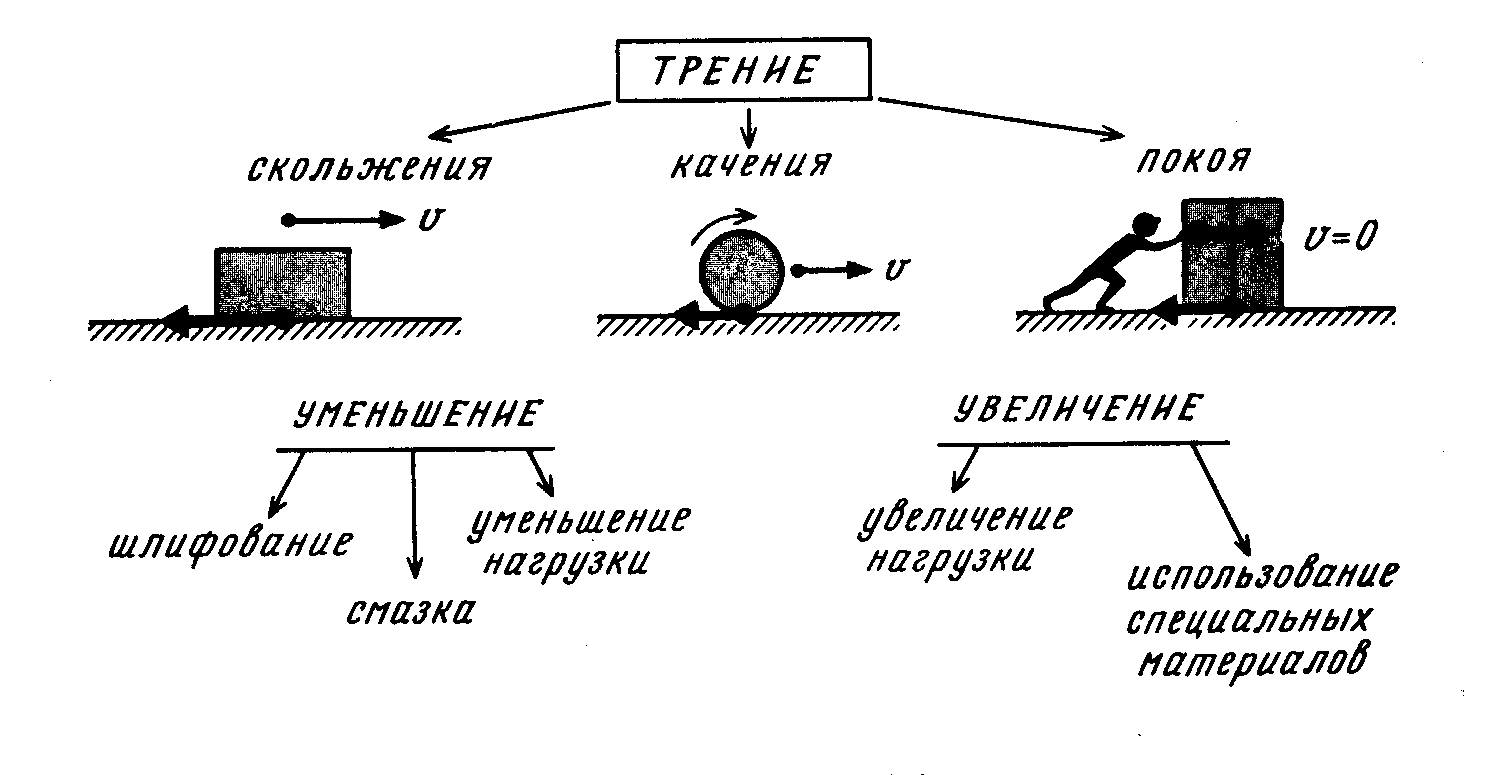 ТРЕНИЕ
скольжения
качения
покоя
v
v
v=0
УМЕНЬШЕНИЕ
УВЕЛИЧЕНИЕ
шлифование
смазка
уменьшение
нагрузки
увеличение
нагрузки
использование
специальных
материалов